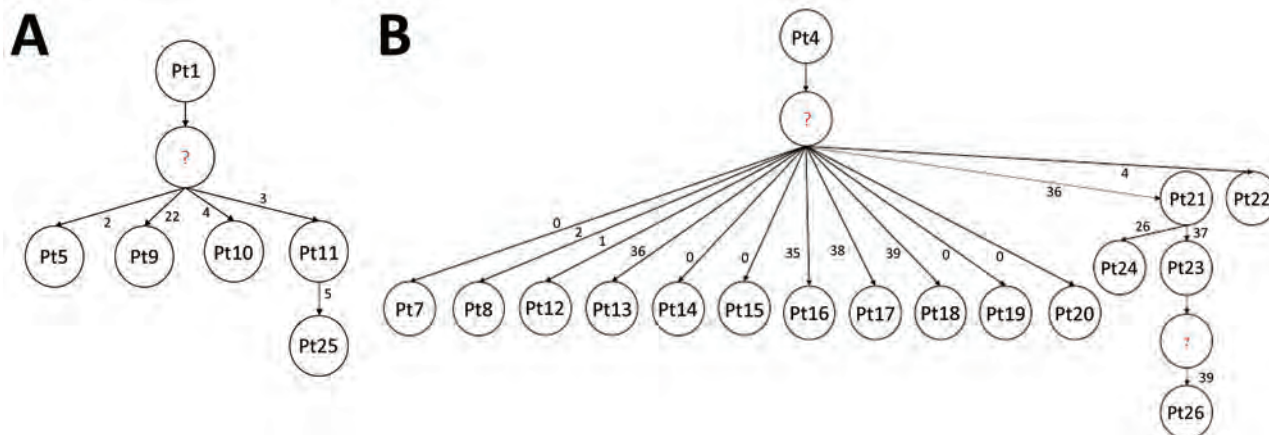 A
Pt1
?
2
22
4
3
Pt5
Pt9
Pt10
Pt11
5
Pt25
B
Pt4
?
0
2
1
36
0
0
35
38
39
0
0
36
4
Pt7
Pt8
Pt12
Pt13
Pt14
Pt15
Pt16
Pt17
Pt18
Pt19
Pt20
Pt21
Pt22
26
37
Pt24
Pt23
?
39
Pt26